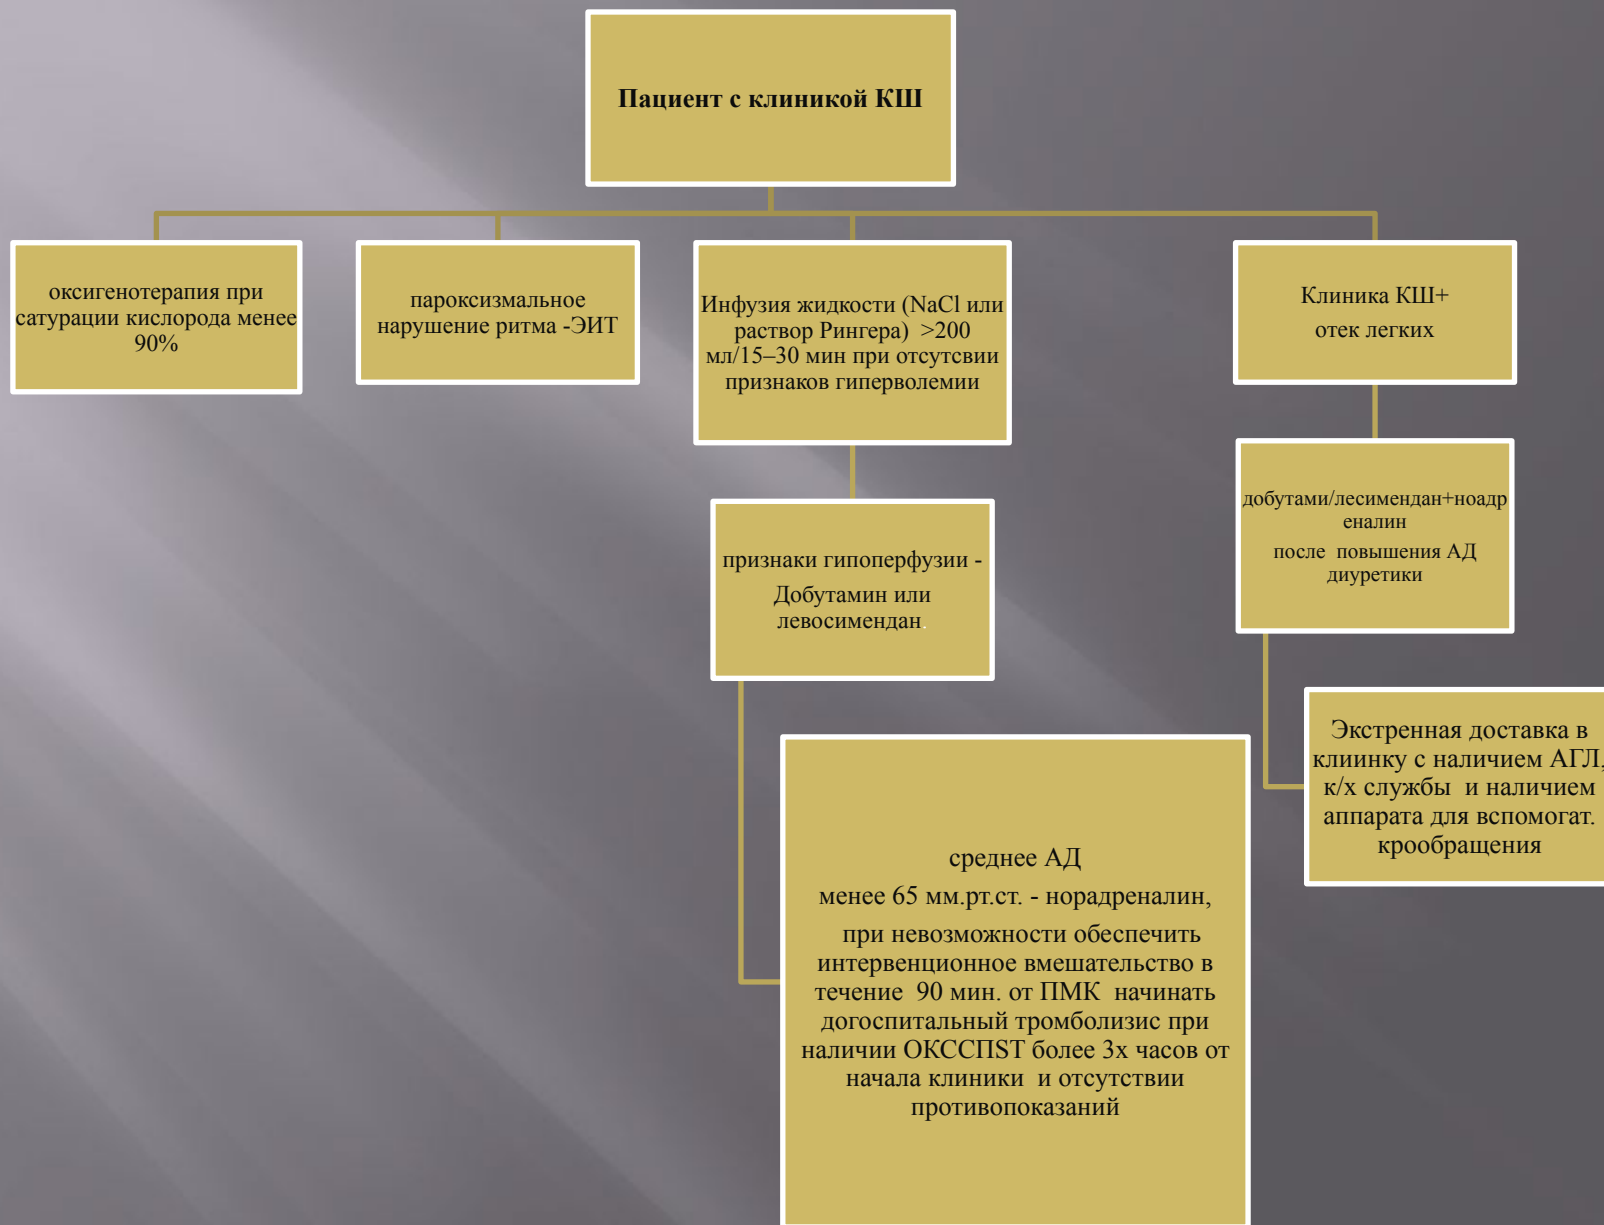 Пациент с клиникой КШ
оксигенотерапия при
сатурации кислорода менее
90%
пароксизмальное
нарушение ритма -ЭИТ
Инфузия жидкости (NaCl или
раствор Рингера) >200
мл/15–30 мин при отсутсвии
признаков гиперволемии
Клиника КШ+
отек легких
признаки гипоперфузии -
Добутамин или
левосимендан.
добутами/лесимендан+ноадр
еналин
после повышения АД
диуретики
среднее АД
менее 65 мм.рт.ст. - норадреналин,
при невозможности обеспечить
интервенционное вмешательство в
течение 90 мин. от ПМК начинать
догоспитальный тромболизис при
наличии ОКССПST более 3х часов от
начала клиники и отсутствии
противопоказаний
Экстренная доставка в
клиинку с наличием АГЛ,
к/х службы и наличием
аппарата для вспомогат.
крообращения